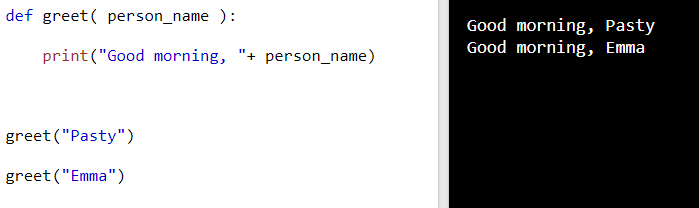 def greet( person_name ):
print("Good morning, "+ person_name)
greet("Pasty")
greet("Emma")
Good morning, Pasty
Good morning, Emma